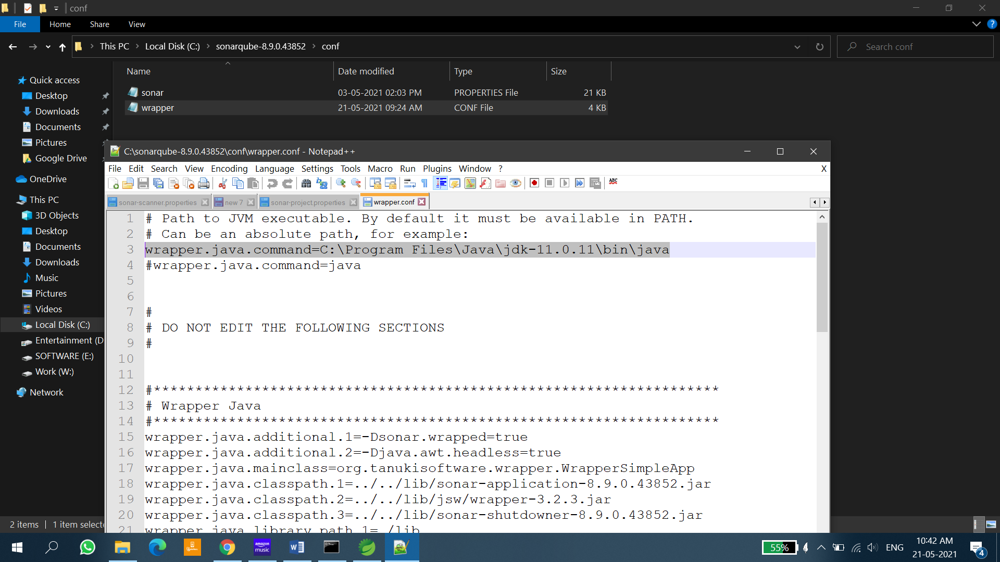 conf
File Home Share View
This PC Local Disk (C:) sonarqube-8.9.0.43852 conf
Search conf
Name Date modified Type Size
sonar 03-05-2021 02:03 PM PROPERTIES File 21 KB
wrapper 21-05-2021 09:24 AM CONF File 4 KB
Quick access
Desktop
Downloads
Documents
Pictures
Google Drive
OneDrive
This PC
3D Objects
Desktop
Documents
Downloads
Music
Pictures
Videos
Local Disk (C:)
Entertainment (D
SOFTWARE (E:)
Work (W:)
Network
2 items 1 item selecte
C:\sonarqube-8.9.0.43852\conf\wrapper.conf - Notepad++
File Edit Search View Encoding Language Settings Tools Macro Run Plugins Window ? X
ABC
sonar-scanner.properties new 7 sonar-project.properties wrapper.conf
1 # Path to JVM executable. By default it must be available in PATH.
2 # Can be an absolute path, for example:
3 wrapper.java.command=C:\Program Files\Java\jdk-11.0.11\bin\java
4 #wrapper.java.command=java
5
6
7 #
8 # DO NOT EDIT THE FOLLOWING SECTIONS
9 #
10
11
12 #********************************************************************
13 # Wrapper Java
14 #********************************************************************
15 wrapper.java.additional.1=-Dsonar.wrapped=true
16 wrapper.java.additional.2=-Djava.awt.headless=true
17 wrapper.java.mainclass=org.tanukisoftware.wrapper.WrapperSimpleApp
18 wrapper.java.classpath.1=../../lib/sonar-application-8.9.0.43852.jar
19 wrapper.java.classpath.2=../../lib/jsw/wrapper-3.2.3.jar
20 wrapper.java.classpath.3=../../lib/sonar-shutdowner-8.9.0.43852.jar
21 wrapper.java.library.path.1=./lib
amazon music
55%
ENG
10:42 AM
21-05-2021
4